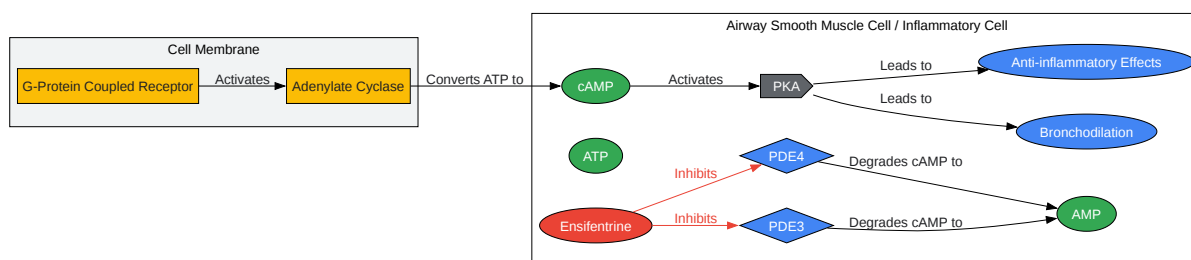 Airway Smooth Muscle Cell / Inflammatory Cell
Cell Membrane
G-Protein Coupled Receptor
Activates
Adenylate Cyclase
Converts ATP to
cAMP
Activates
PKA
Leads to
Anti-inflammatory Effects
Leads to
Bronchodilation
ATP
Inhibits
PDE4
Degrades cAMP to
Ensifentrine
Inhibits
PDE3
Degrades cAMP to
AMP